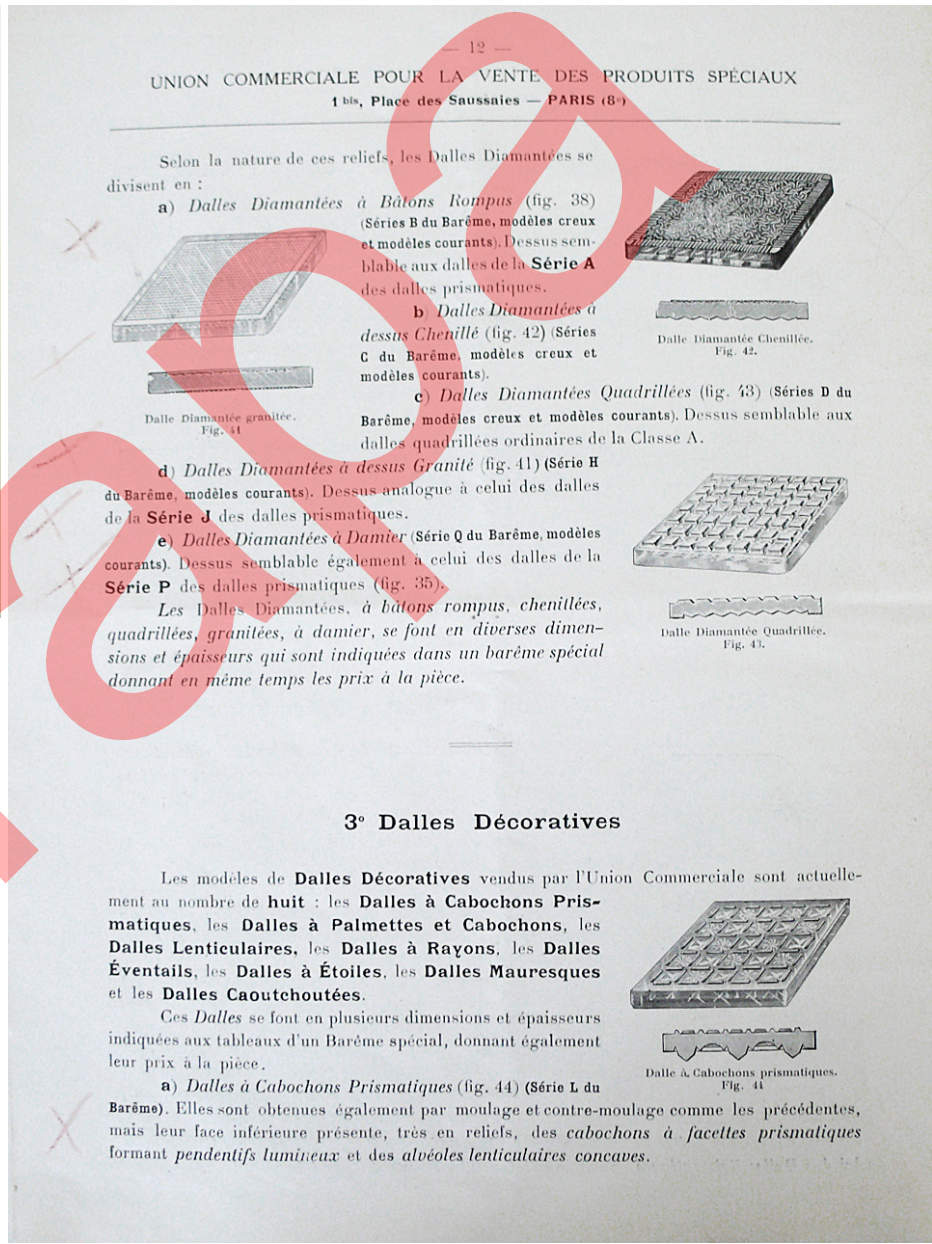 — 12 —
UNION COMMERCIALE POUR LA VENTE DES PRODUITS SPÉCIAUX
1 bis, Place des Saussaies — PARIS (8e)
Selon la nature de ces reliefs, les Dalles Diamantées se
divisent en :
a) Dalles Diamantées à Bâtons Rompus (fig. 38)
(Séries B du Barême, modèles creux
et modèles courants). Dessus sem-
blable aux dalles de la Série A
des dalles prismatiques.
b) Dalles Diamantées à
dessus Chenillé (fig. 42) (Séries
C du Barême, modèles creux et
modèles courants).
Dalle Diamantée Chenillée.
Fig. 42.
Dalle Diamantée granitée.
Fig. 41
c) Dalles Diamantées Quadrillées (fig. 43) (Séries D du
Barême, modèles creux et modèles courants). Dessus semblable aux
dalles quadrillées ordinaires de la Classe A.
d) Dalles Diamantées à dessus Granité (fig. 41) (Série H
du Barême, modèles courants). Dessus analogue à celui des dalles
de la Série J des dalles prismatiques.
e) Dalles Diamantées à Damier (Série Q du Barême, modèles
courants). Dessus semblable également à celui des dalles de la
Série P des dalles prismatiques (fig. 35).
Les Dalles Diamantées, à bâtons rompus, chenitlées,
quadrillées, granitées, à damier, se font en diverses dimen-
sions et épaisseurs qui sont indiquées dans un barême spécial
donnant en même temps les prix à la pièce.
Dalle Diamantée Quadrillée.
Fig. 43.
3° Dalles Décoratives
Les modèles de Dalles Décoratives vendus par l'Union Commerciale sont actuelle-
ment au nombre de huit : les Dalles à Cabochons Pris-
matiques, les Dalles à Palmettes et Cabochons, les
Dalles Lenticulaires, les Dalles à Rayons, les Dalles
Éventails, les Dalles à Étoiles, les Dalles Mauresques
et les Dalles Caoutchoutées.
Ces Dalles se font en plusieurs dimensions et épaisseurs
indiquées aux tableaux d'un Barême spécial, donnant également
leur prix à la pièce.
Dalle à Cabochons prismatiques.
Fig. 44
a) Dalles à Cabochons Prismatiques (fig. 44) (Série L du
Barême). Elles sont obtenues également par moulage et contre-moulage comme les précédentes,
mais leur face inférieure présente, très en reliefs, des cabochons à facettes prismatiques
formant pendentifs lumineux et des alvéoles lenticulaires concaves.